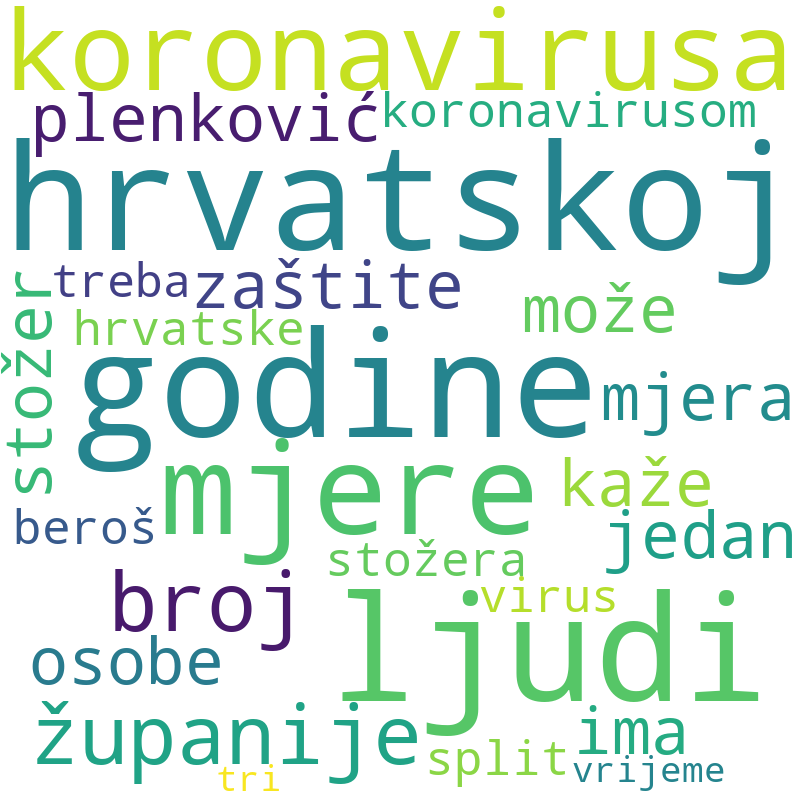 koronavirusa
plenković
koronavirusom
hrvatskoj
treba
zaštite
stožer
hrvatske
može
godine
mjera
mjere
kaže
beroš
jedan
stožera
broj
virus
ljudi
osobe
županije
ima
split
tri
vrijeme